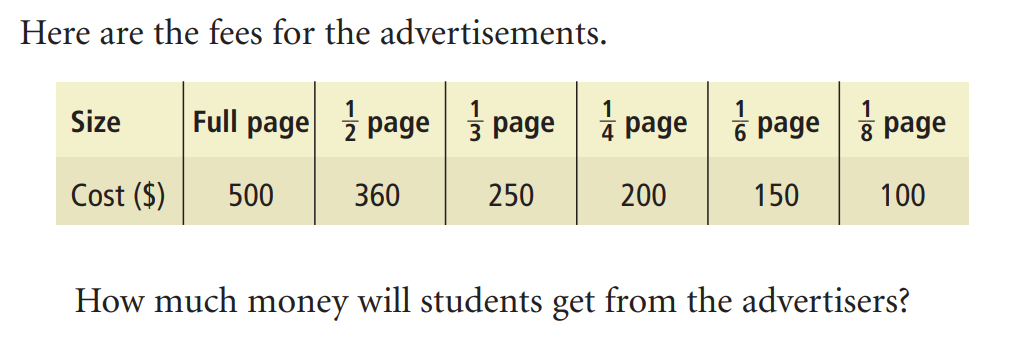 Here are the fees for the advertisements.
Size Full page 1/2 page 1/3 page 1/4 page 1/6 page 1/8 page
Cost ($) 500 360 250 200 150 100
How much money will students get from the advertisers?